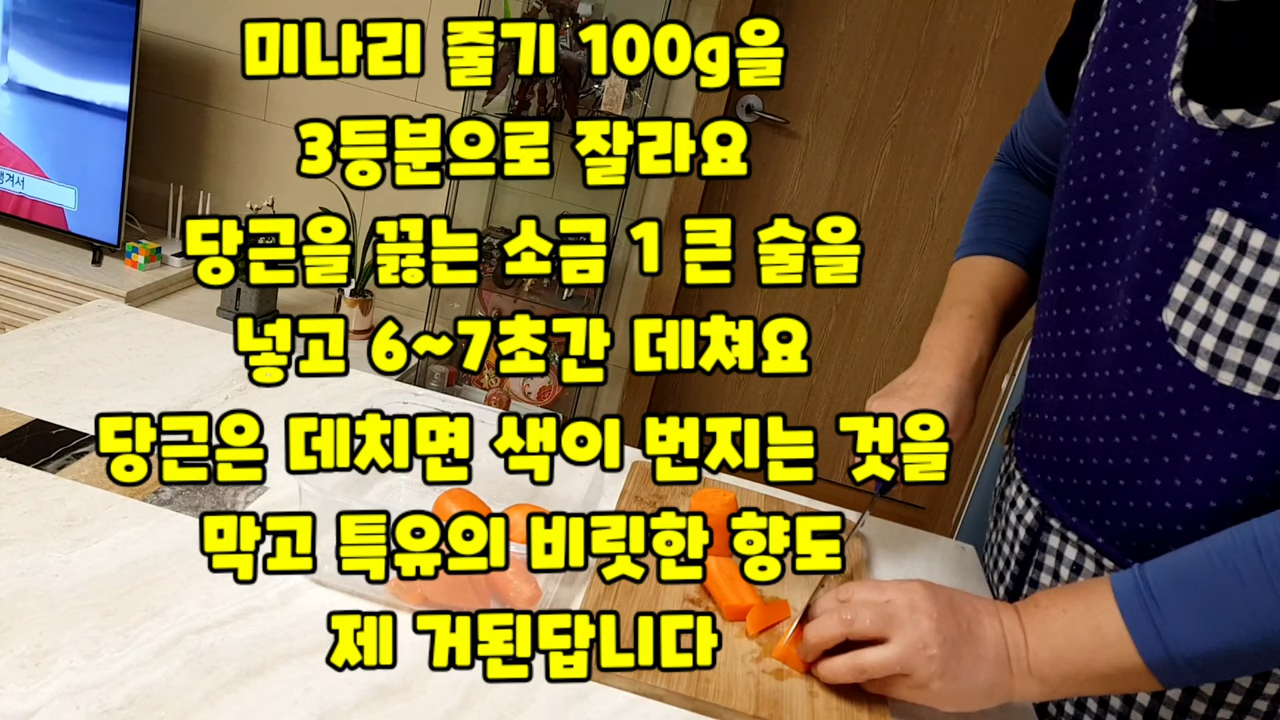 미나리 줄기 100g을
3등분으로 잘라요
당근을 끓는 소금 1 큰 술을
넣고 6~7초간 데쳐요
당근은 데치면 색이 번지는 것을
막고 특유의 비릿한 향도
제 거된답니다
챙겨서